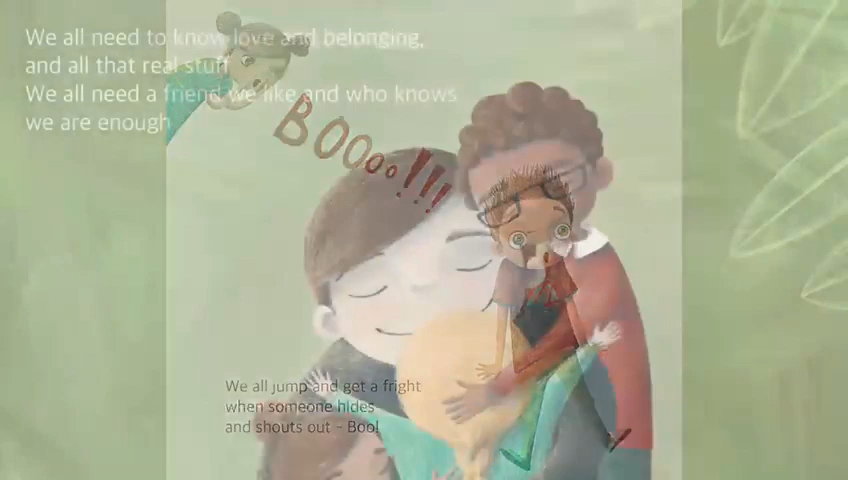 We all need to know love and belonging,
and all that real stuff
We all need a friend we like and who knows
we are enough
BOOooo!!!
We all jump and get a fright
when someone hides
and shouts out - Boo!